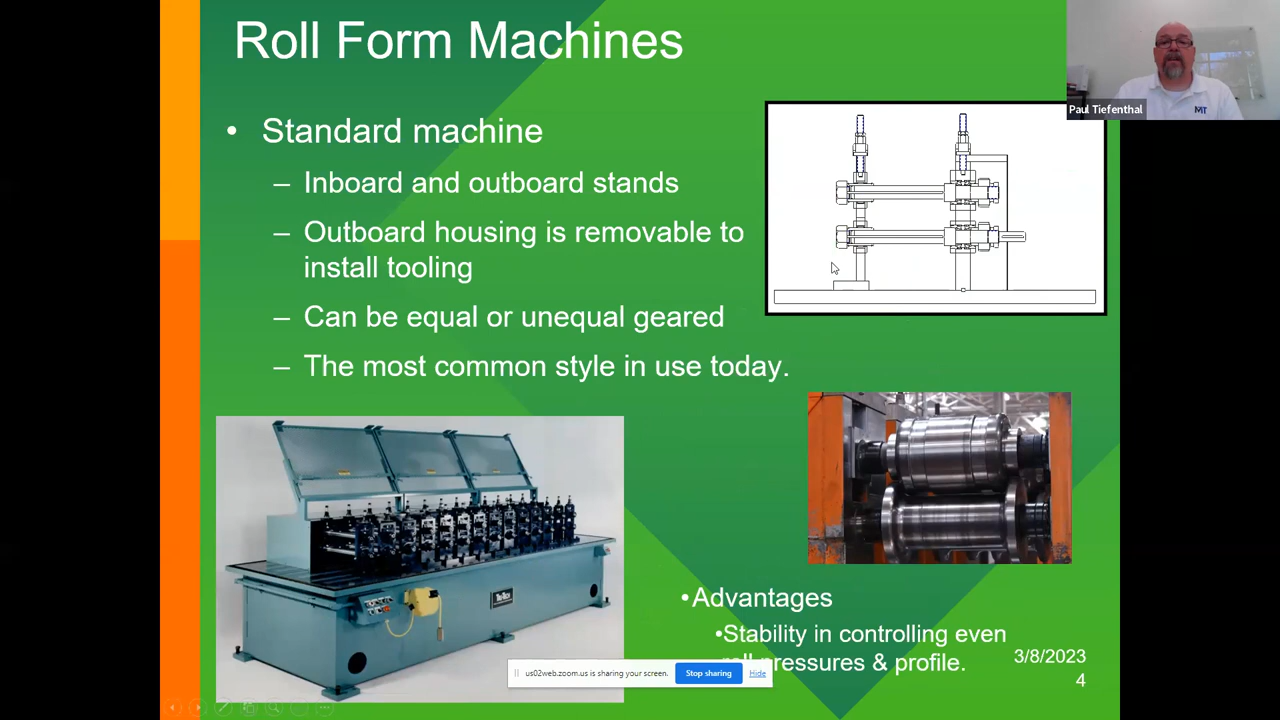 Roll Form Machines
Paul Tiefenthal
MT
• Standard machine
– Inboard and outboard stands
– Outboard housing is removable to
install tooling
– Can be equal or unequal geared
– The most common style in use today.
•Advantages
•Stability in controlling even
roll pressures & profile.
3/8/2023
4
us02web.zoom.us is sharing your screen.
Stop sharing
Hide